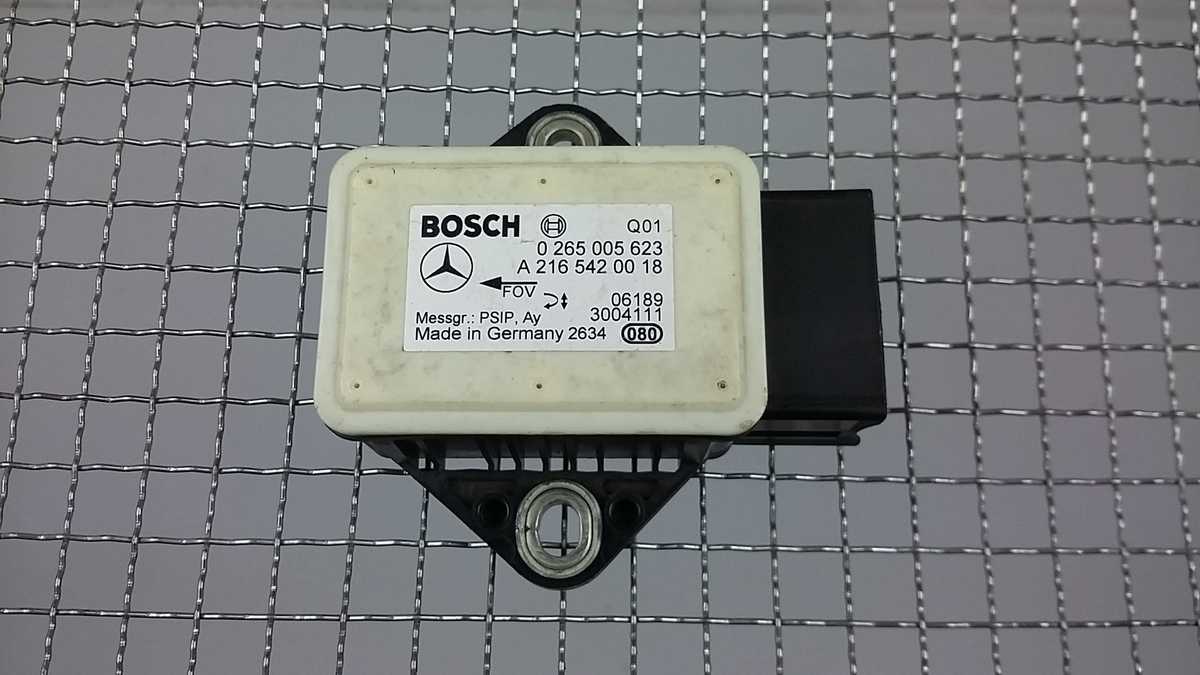 BOSCH Q01
0 265 005 623
A 216 542 00 18
FOV
06189
Messgr.: PSIP, Ay 3004111
Made in Germany 2634 080